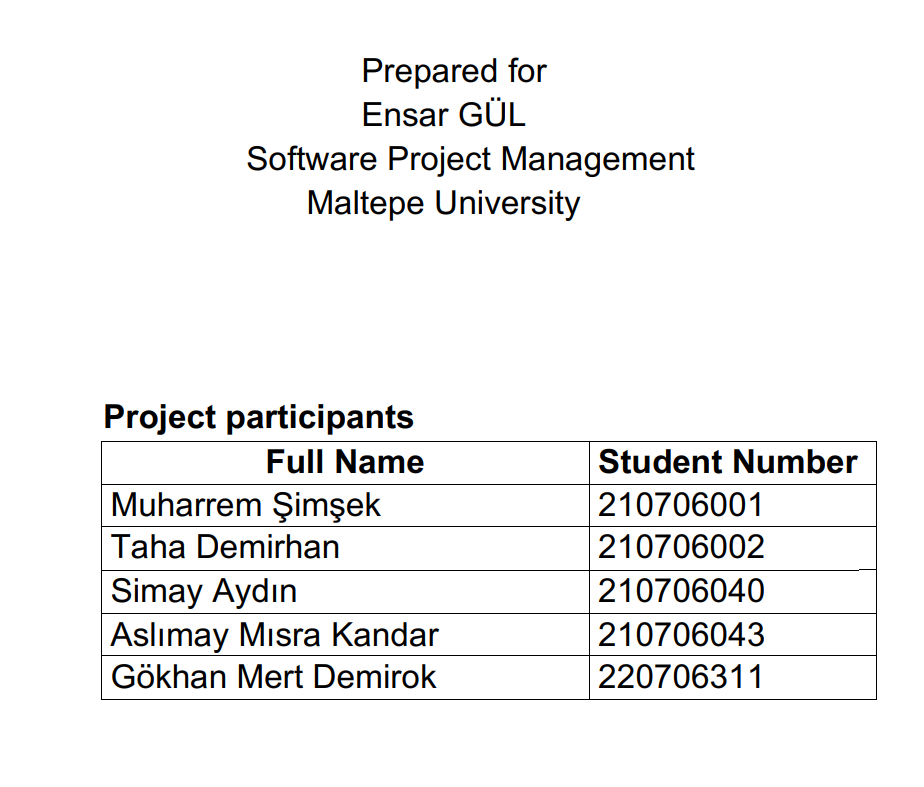 Prepared for
Ensar GÜL
Software Project Management
Maltepe University
Project participants
Full Name Student Number
Muharrem Şimşek 210706001
Taha Demirhan 210706002
Simay Aydın 210706040
Aslımay Mısra Kandar 210706043
Gökhan Mert Demirok 220706311